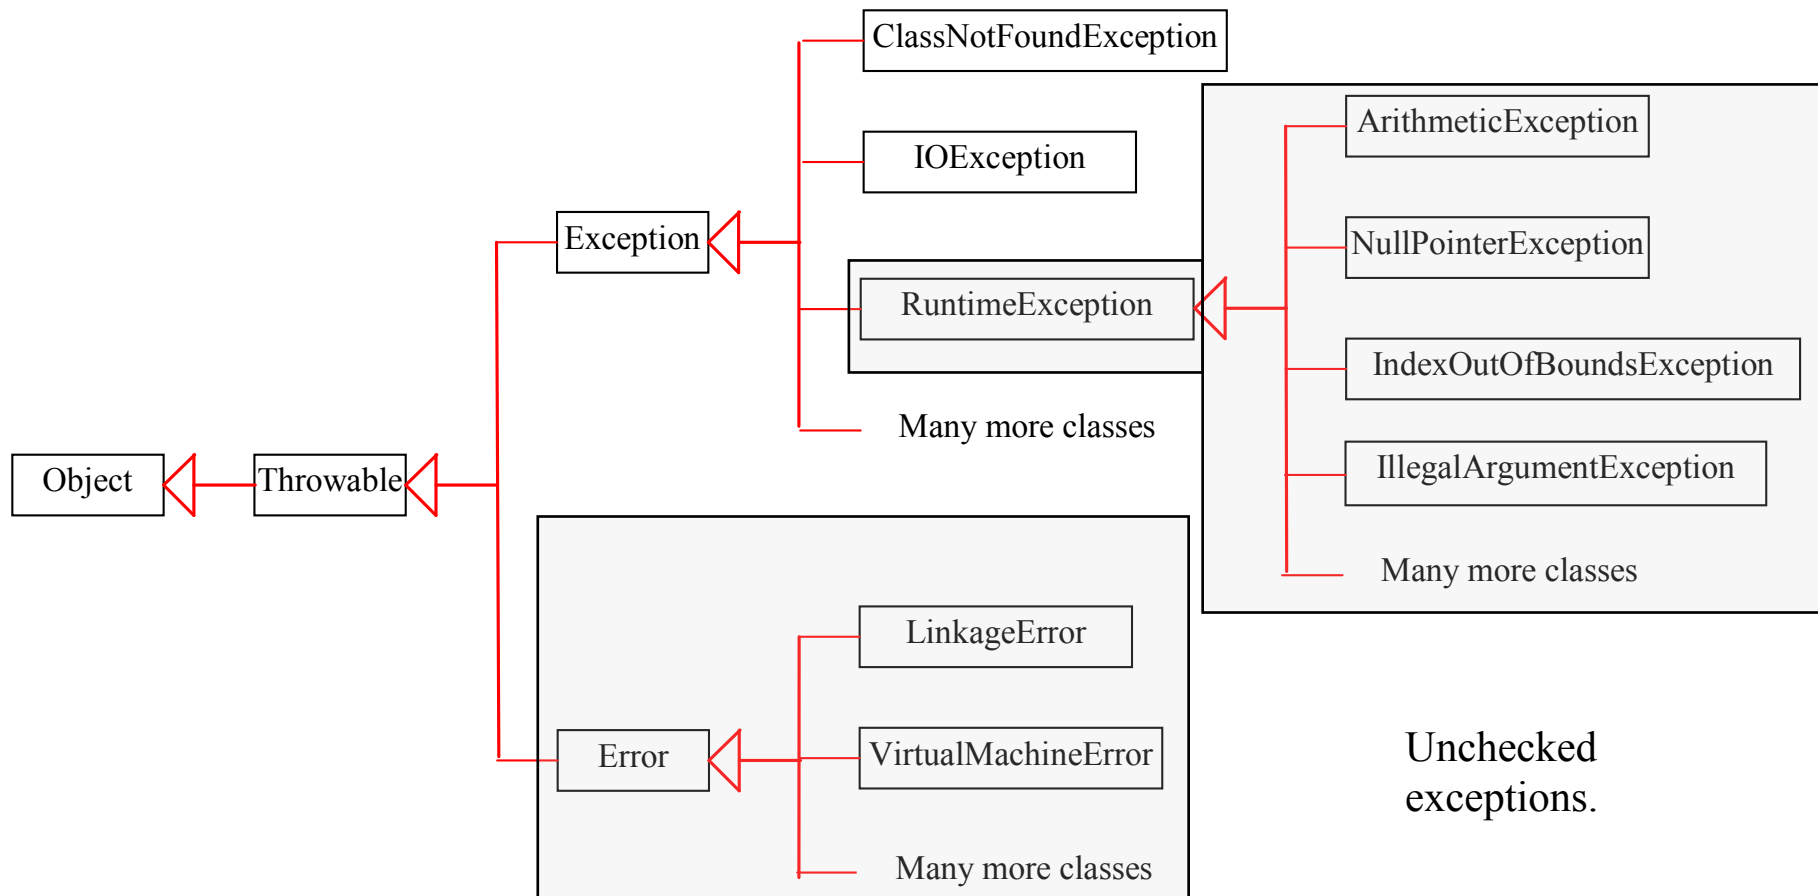 ClassNotFoundException
ArithmeticException
IOException
NullPointerException
Exception
RuntimeException
IndexOutOfBoundsException
Many more classes
Object
Throwable
IllegalArgumentException
Many more classes
LinkageError
Error
VirtualMachineError
Unchecked
exceptions.
Many more classes